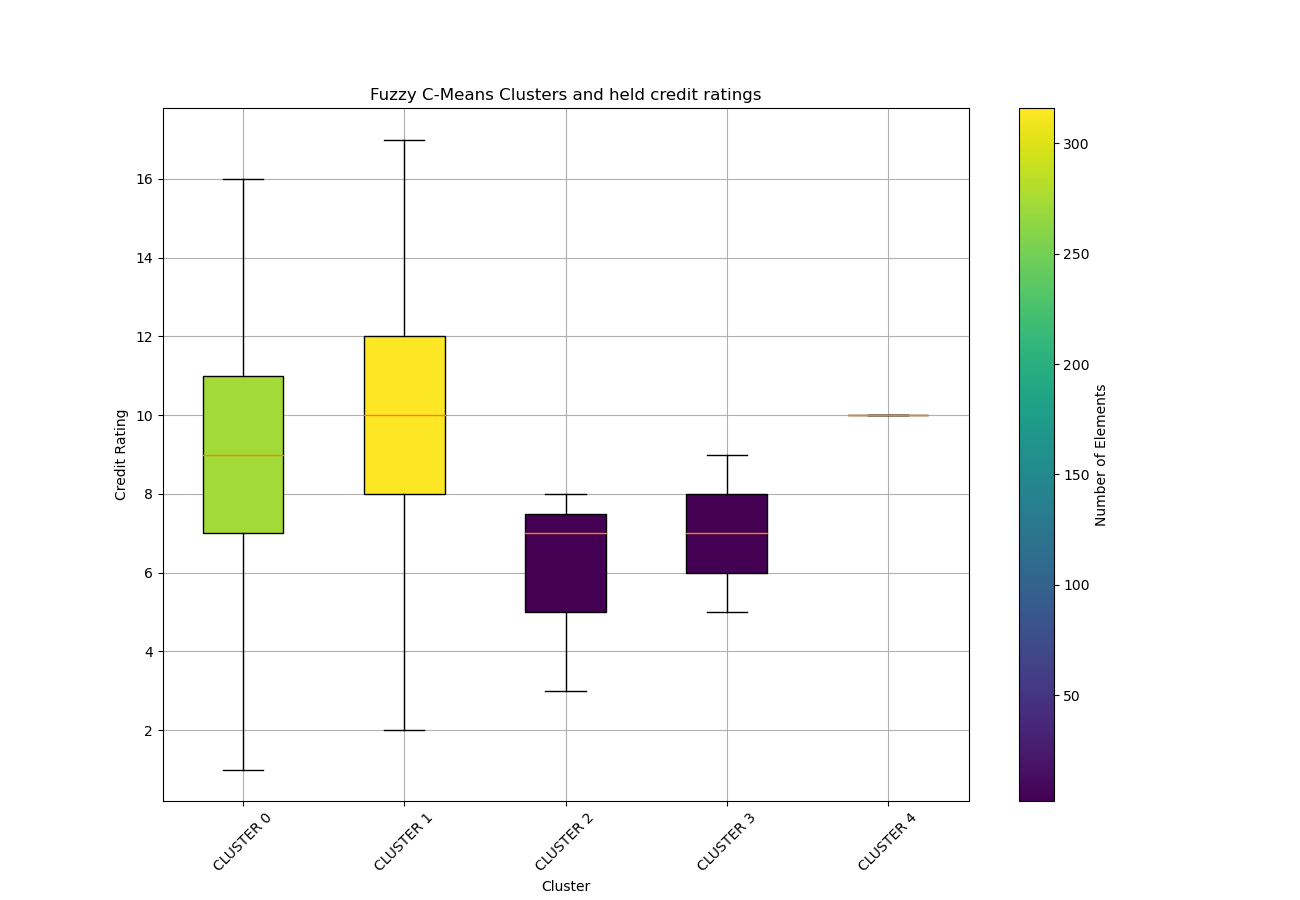 Fuzzy C-Means Clusters and held credit ratings
16
14
12
10
8
6
4
2
Credit Rating
CLUSTER 0
CLUSTER 1
CLUSTER 2
CLUSTER 3
CLUSTER 4
Cluster
300
250
200
150
100
50
Number of Elements